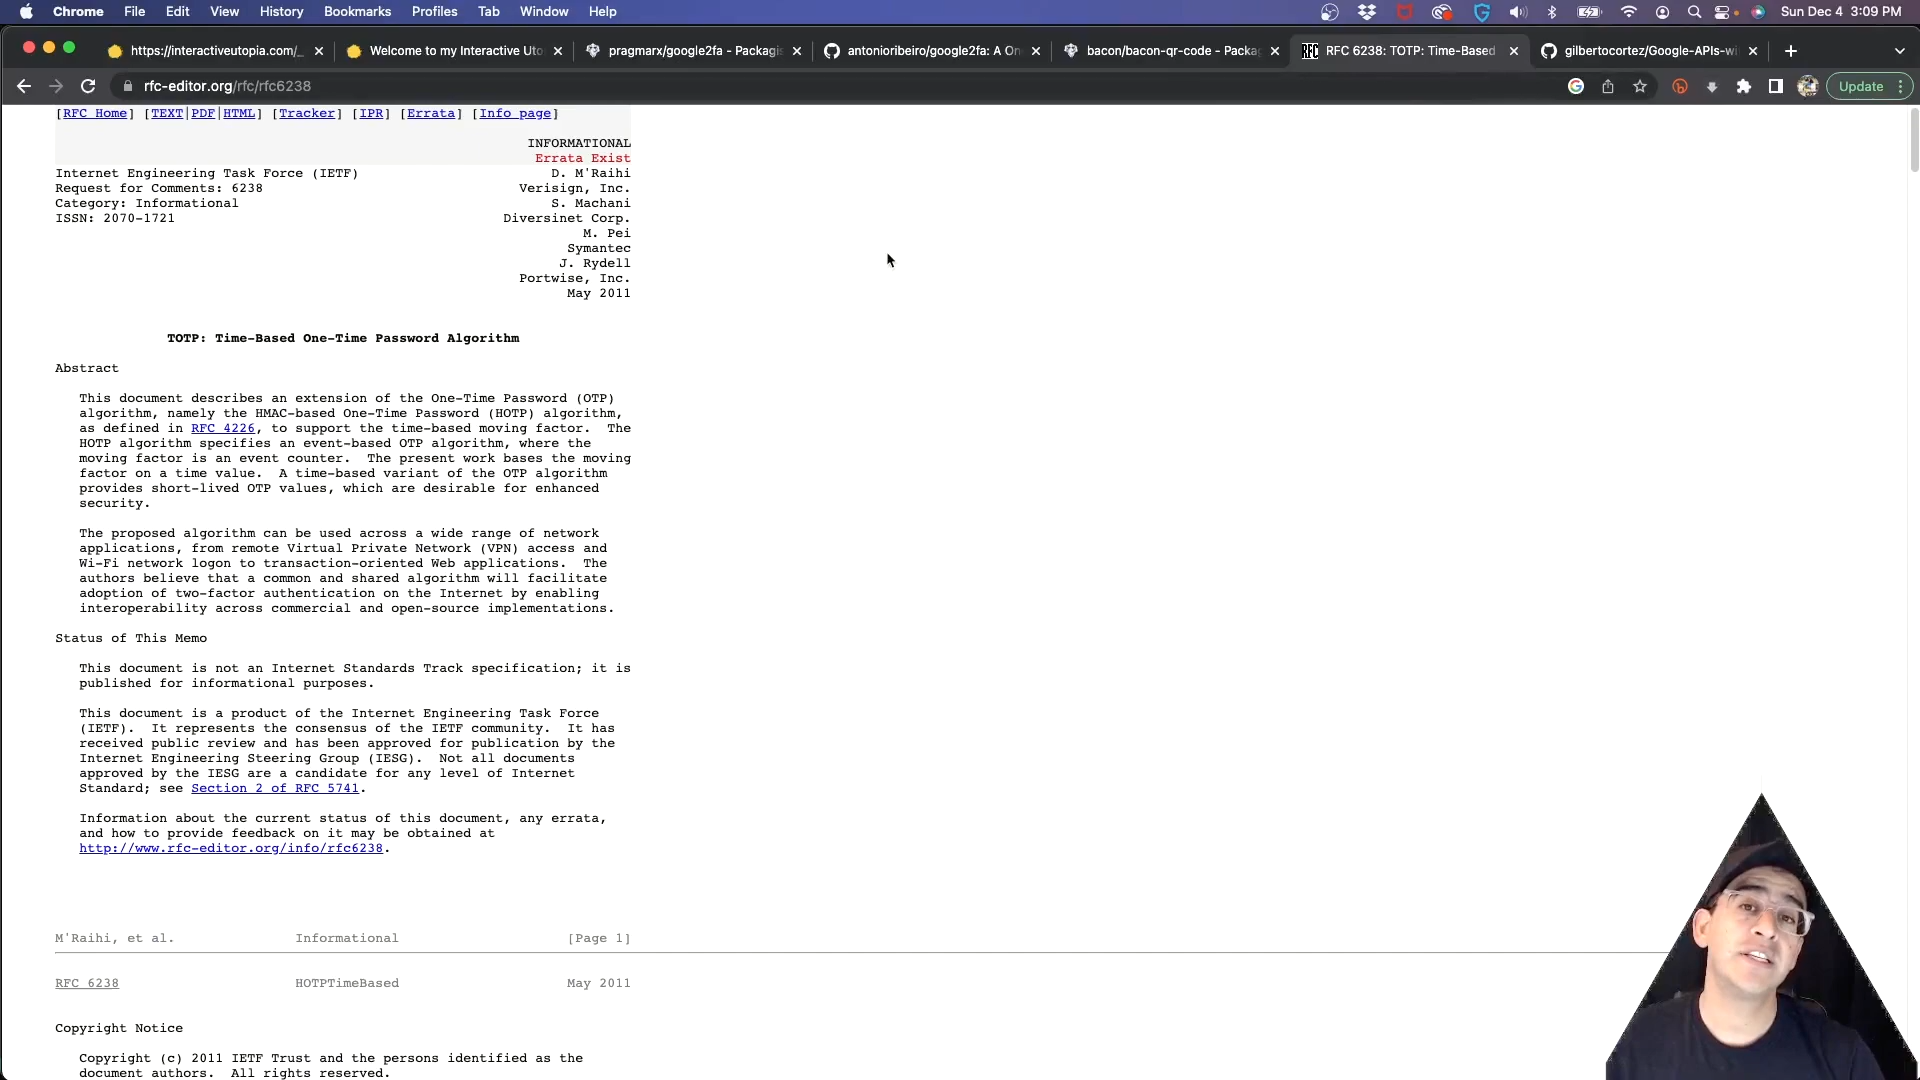 Chrome File Edit View History Bookmarks Profiles Tab Window Help Sun Dec 4 3:09 PM
https://interactiveutopia.com/_ Welcome to my Interactive Uto pragmarx/google2fa - Packagis antonioribeiro/google2fa: A On bacon/bacon-qr-code - Packag RFC 6238: TOTP: Time-Based gilbertocortez/Google-APIs-wi
rfc-editor.org/rfc/rfc6238 Update
[RFC Home] [TEXT|PDF|HTML] [Tracker] [IPR] [Errata] [Info page]
INFORMATIONAL
Errata Exist
Internet Engineering Task Force (IETF) D. M'Raihi
Request for Comments: 6238 Verisign, Inc.
Category: Informational S. Machani
ISSN: 2070-1721 Diversinet Corp.
M. Pei
Symantec
J. Rydell
Portwise, Inc.
May 2011
TOTP: Time-Based One-Time Password Algorithm
Abstract
This document describes an extension of the One-Time Password (OTP)
algorithm, namely the HMAC-based One-Time Password (HOTP) algorithm,
as defined in RFC 4226, to support the time-based moving factor. The
HOTP algorithm specifies an event-based OTP algorithm, where the
moving factor is an event counter. The present work bases the moving
factor on a time value. A time-based variant of the OTP algorithm
provides short-lived OTP values, which are desirable for enhanced
security.
The proposed algorithm can be used across a wide range of network
applications, from remote Virtual Private Network (VPN) access and
Wi-Fi network logon to transaction-oriented Web applications. The
authors believe that a common and shared algorithm will facilitate
adoption of two-factor authentication on the Internet by enabling
interoperability across commercial and open-source implementations.
Status of This Memo
This document is not an Internet Standards Track specification; it is
published for informational purposes.
This document is a product of the Internet Engineering Task Force
(IETF). It represents the consensus of the IETF community. It has
received public review and has been approved for publication by the
Internet Engineering Steering Group (IESG). Not all documents
approved by the IESG are a candidate for any level of Internet
Standard; see Section 2 of RFC 5741.
Information about the current status of this document, any errata,
and how to provide feedback on it may be obtained at
http://www.rfc-editor.org/info/rfc6238.
M'Raihi, et al. Informational [Page 1]
RFC 6238 HOTPTimeBased May 2011
Copyright Notice
Copyright (c) 2011 IETF Trust and the persons identified as the
document authors. All rights reserved.